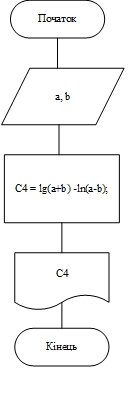 Початок
a, b
C4 = lg(a+b) -ln(a-b);
C4
Кінець